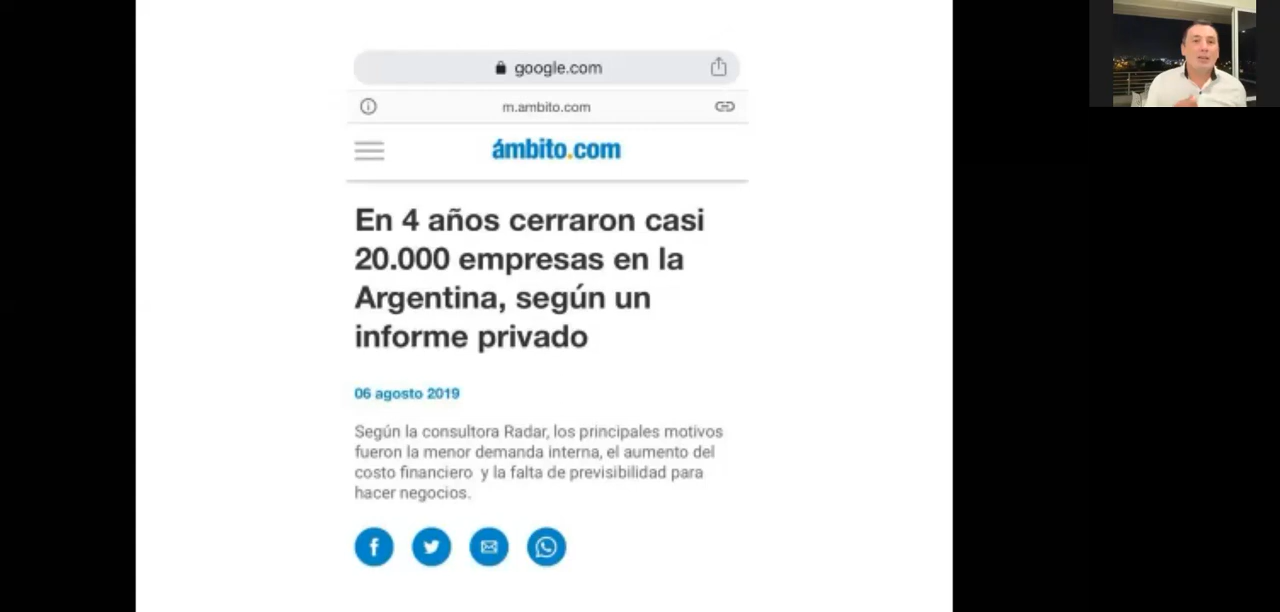 google.com
m.ambito.com
ámbito.com
En 4 años cerraron casi
20.000 empresas en la
Argentina, según un
informe privado
06 agosto 2019
Según la consultora Radar, los principales motivos
fueron la menor demanda interna, el aumento del
costo financiero y la falta de previsibilidad para
hacer negocios.